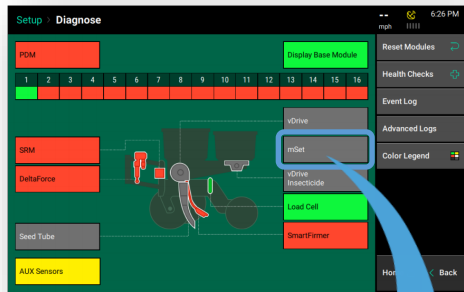 Setup > Diagnose
--
mph
6:26 PM
PDM
Display Base Module
1 2 3 4 5 6 7 8 9 10 11 12 13 14 15 16
vDrive
mSet
vDrive
Insecticide
SRM
DeltaForce
Load Cell
Seed Tube
SmartFirmer
AUX Sensors
Reset Modules
Health Checks
Event Log
Advanced Logs
Color Legend
Back